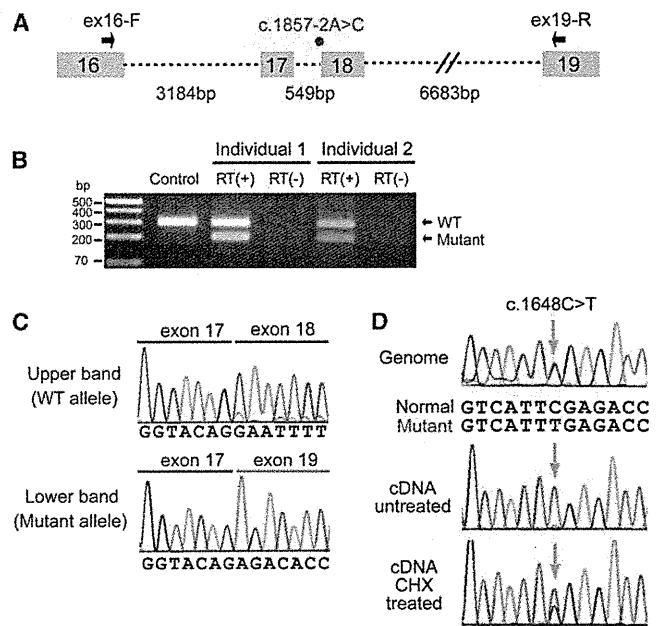 A
ex16-F
c.1857-2A>C
ex19-R
16
17
18
19
3184bp
549bp
6683bp
B
Individual 1
Individual 2
bp
Control
RT(+)
RT(-)
RT(+)
RT(-)
500
400
300
200
70
WT
Mutant
C
exon 17
exon 18
Upper band
(WT allele)
GGTACAGGAATTTT
exon 17
exon 19
Lower band
(Mutant allele)
GGTACAGAGACACC
D
c.1648C>T
Genome
Normal GTCATTCGAGACC
Mutant GTCATTTGAGACC
cDNA
untreated
cDNA
CHX
treated